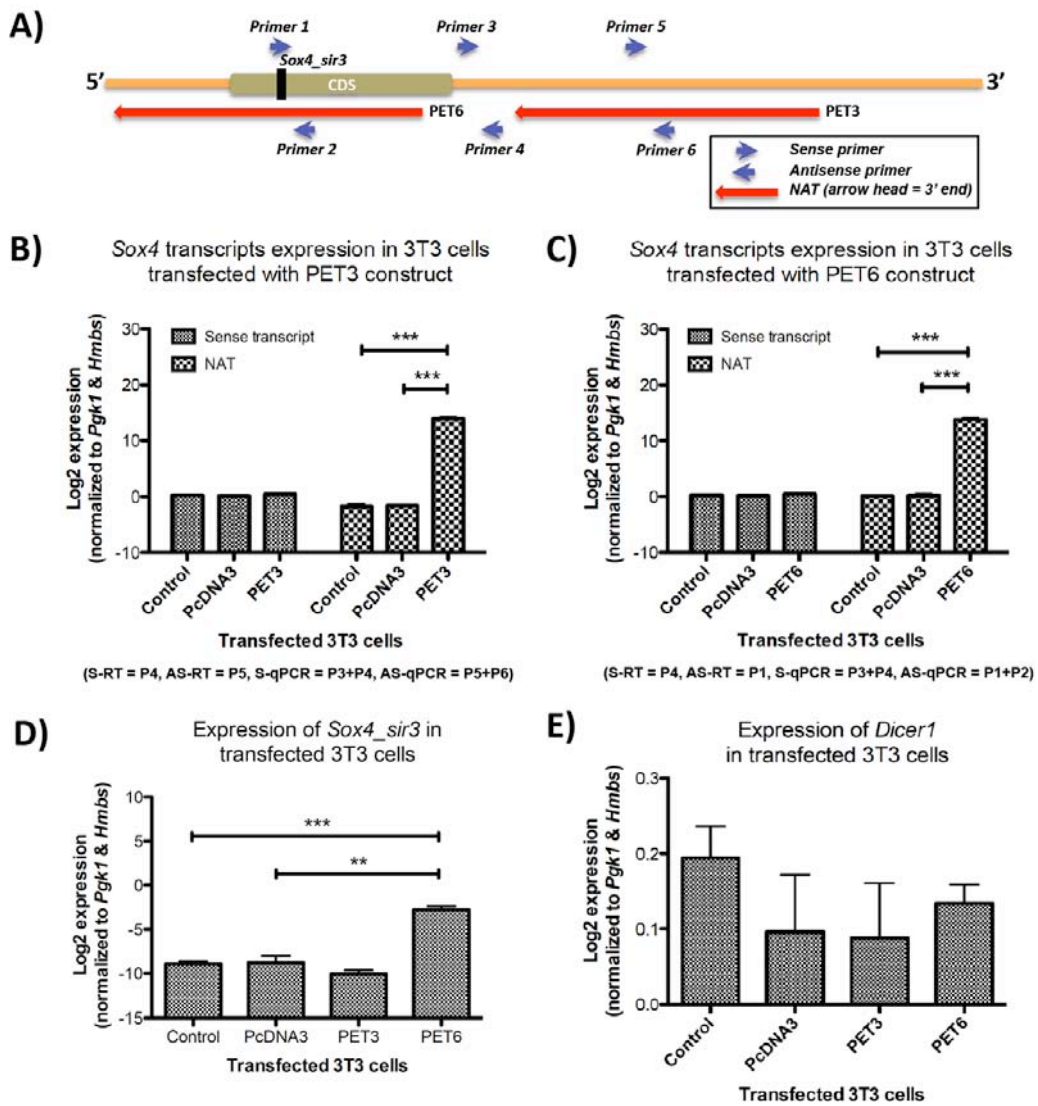 A)
Primer 1
Primer 3
Primer 5
Sox4_sir3
5’
CDS
3’
PET6
PET3
Primer 2
Primer 4
Primer 6
Sense primer
Antisense primer
NAT (arrow head = 3’ end)
B)
Sox4 transcripts expression in 3T3 cells
transfected with PET3 construct
Log2 expression
(normalized to Pgk1 & Hmbs)
30
20
10
0
-10
Sense transcript
NAT
***
***
Control
PcDNA3
PET3
Control
PcDNA3
PET3
Transfected 3T3 cells
(S-RT = P4, AS-RT = P5, S-qPCR = P3+P4, AS-qPCR = P5+P6)
C)
Sox4 transcripts expression in 3T3 cells
transfected with PET6 construct
Log2 expression
(normalized to Pgk1 & Hmbs)
30
20
10
0
-10
Sense transcript
NAT
***
***
Control
PcDNA3
PET6
Control
PcDNA3
PET6
Transfected 3T3 cells
(S-RT = P4, AS-RT = P1, S-qPCR = P3+P4, AS-qPCR = P1+P2)
D)
Expression of Sox4_sir3 in
transfected 3T3 cells
Log2 expression
(normalized to Pgk1 & Hmbs)
10
5
0
-5
-10
-15
***
**
Control
PcDNA3
PET3
PET6
Transfected 3T3 cells
E)
Expression of Dicer1
in transfected 3T3 cells
Log2 expression
(normalized to Pgk1 & Hmbs)
0.3
0.2
0.1
0.0
Control
PcDNA3
PET3
PET6
Transfected 3T3 cells